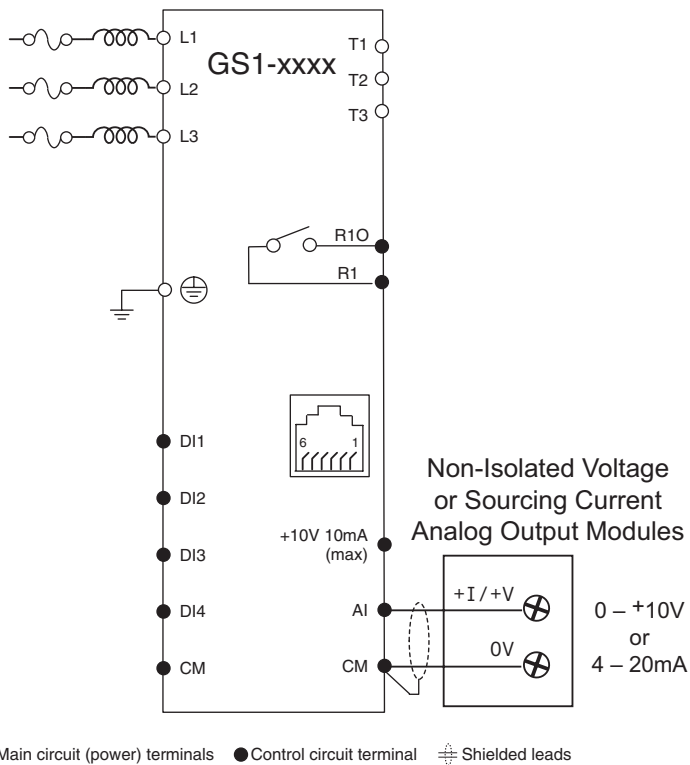 L1
L2
L3
GS1-xxxx
T1
T2
T3
R1O
R1
6 1
DI1
DI2
DI3
DI4
CM
+10V 10mA
(max)
AI
CM
Non-Isolated Voltage
or Sourcing Current
Analog Output Modules
+I/+V
0V
0 – +10V
or
4 – 20mA
Main circuit (power) terminals Control circuit terminal Shielded leads